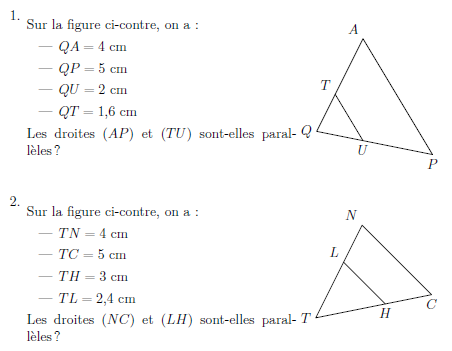 1.
Sur la figure ci-contre, on a :
— QA = 4 cm
— QP = 5 cm
— QU = 2 cm
— QT = 1,6 cm
Les droites (AP) et (TU) sont-elles paral-
lèles ?
A
T
Q
U
P
2.
Sur la figure ci-contre, on a :
— TN = 4 cm
— TC = 5 cm
— TH = 3 cm
— TL = 2,4 cm
Les droites (NC) et (LH) sont-elles paral-
lèles ?
N
L
T
H
C